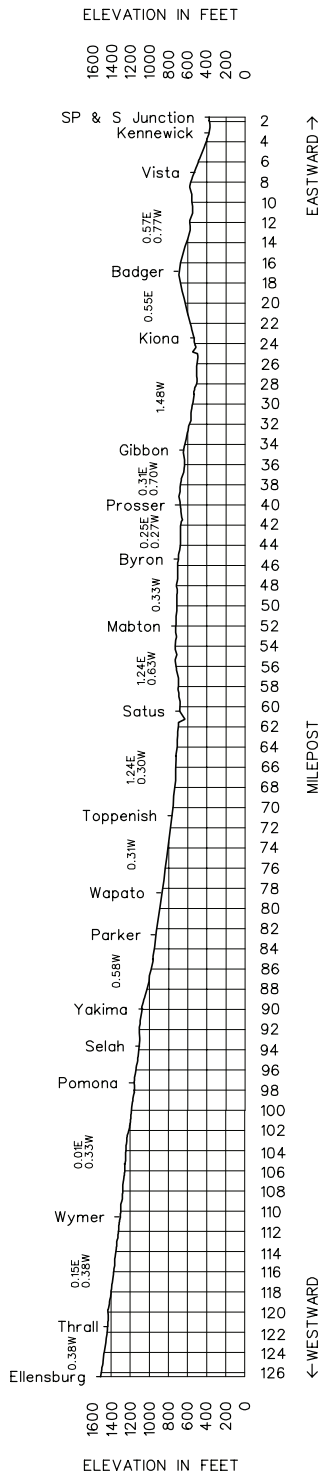 ELEVATION IN FEET
1600 1400 1200 1000 800 600 400 200 0
SP & S Junction
Kennewick
Vista
0.57E
0.77W
Badger
0.55E
Kiona
1.48W
Gibbon
0.31E
0.70W
Prosser
0.25E
0.27W
Byron
0.33W
Mabton
1.24E
0.63W
Satus
1.24E
0.30W
Toppenish
0.31W
Wapato
Parker
0.58W
Yakima
Selah
Pomona
0.01E
0.33W
Wymer
0.15E
0.38W
Thrall
0.38W
Ellensburg
2
4
6
8
10
12
14
16
18
20
22
24
26
28
30
32
34
36
38
40
42
44
46
48
50
52
54
56
58
60
62
64
66
68
70
72
74
76
78
80
82
84
86
88
90
92
94
96
98
100
102
104
106
108
110
112
114
116
118
120
122
124
126
EASTWARD →
MILEPOST
← WESTWARD
1600 1400 1200 1000 800 600 400 200 0
ELEVATION IN FEET